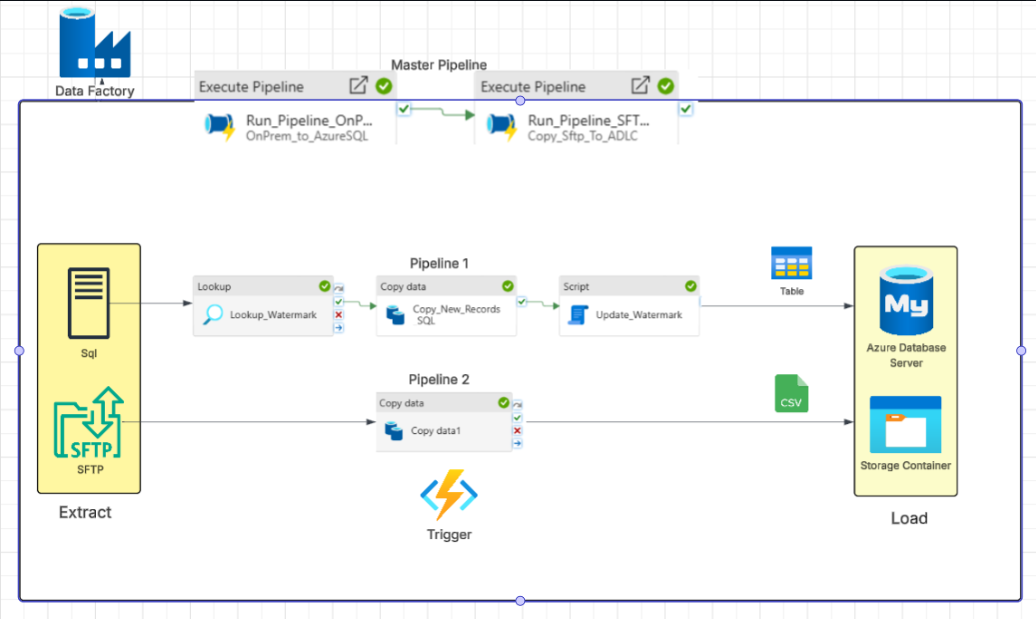 Data Factory
Master Pipeline
Execute Pipeline
Run_Pipeline_OnP...
OnPrem_to_AzureSQL
Execute Pipeline
Run_Pipeline_SFT...
Copy_Sftp_To_ADLC
Sql
SFTP
SFTP
Extract
Pipeline 1
Lookup
Lookup_Watermark
Copy data
Copy_New_Records
_SQL
Script
Update_Watermark
Pipeline 2
Copy data
Copy data1
Trigger
Table
CSV
My
Azure Database
Server
Storage Container
Load